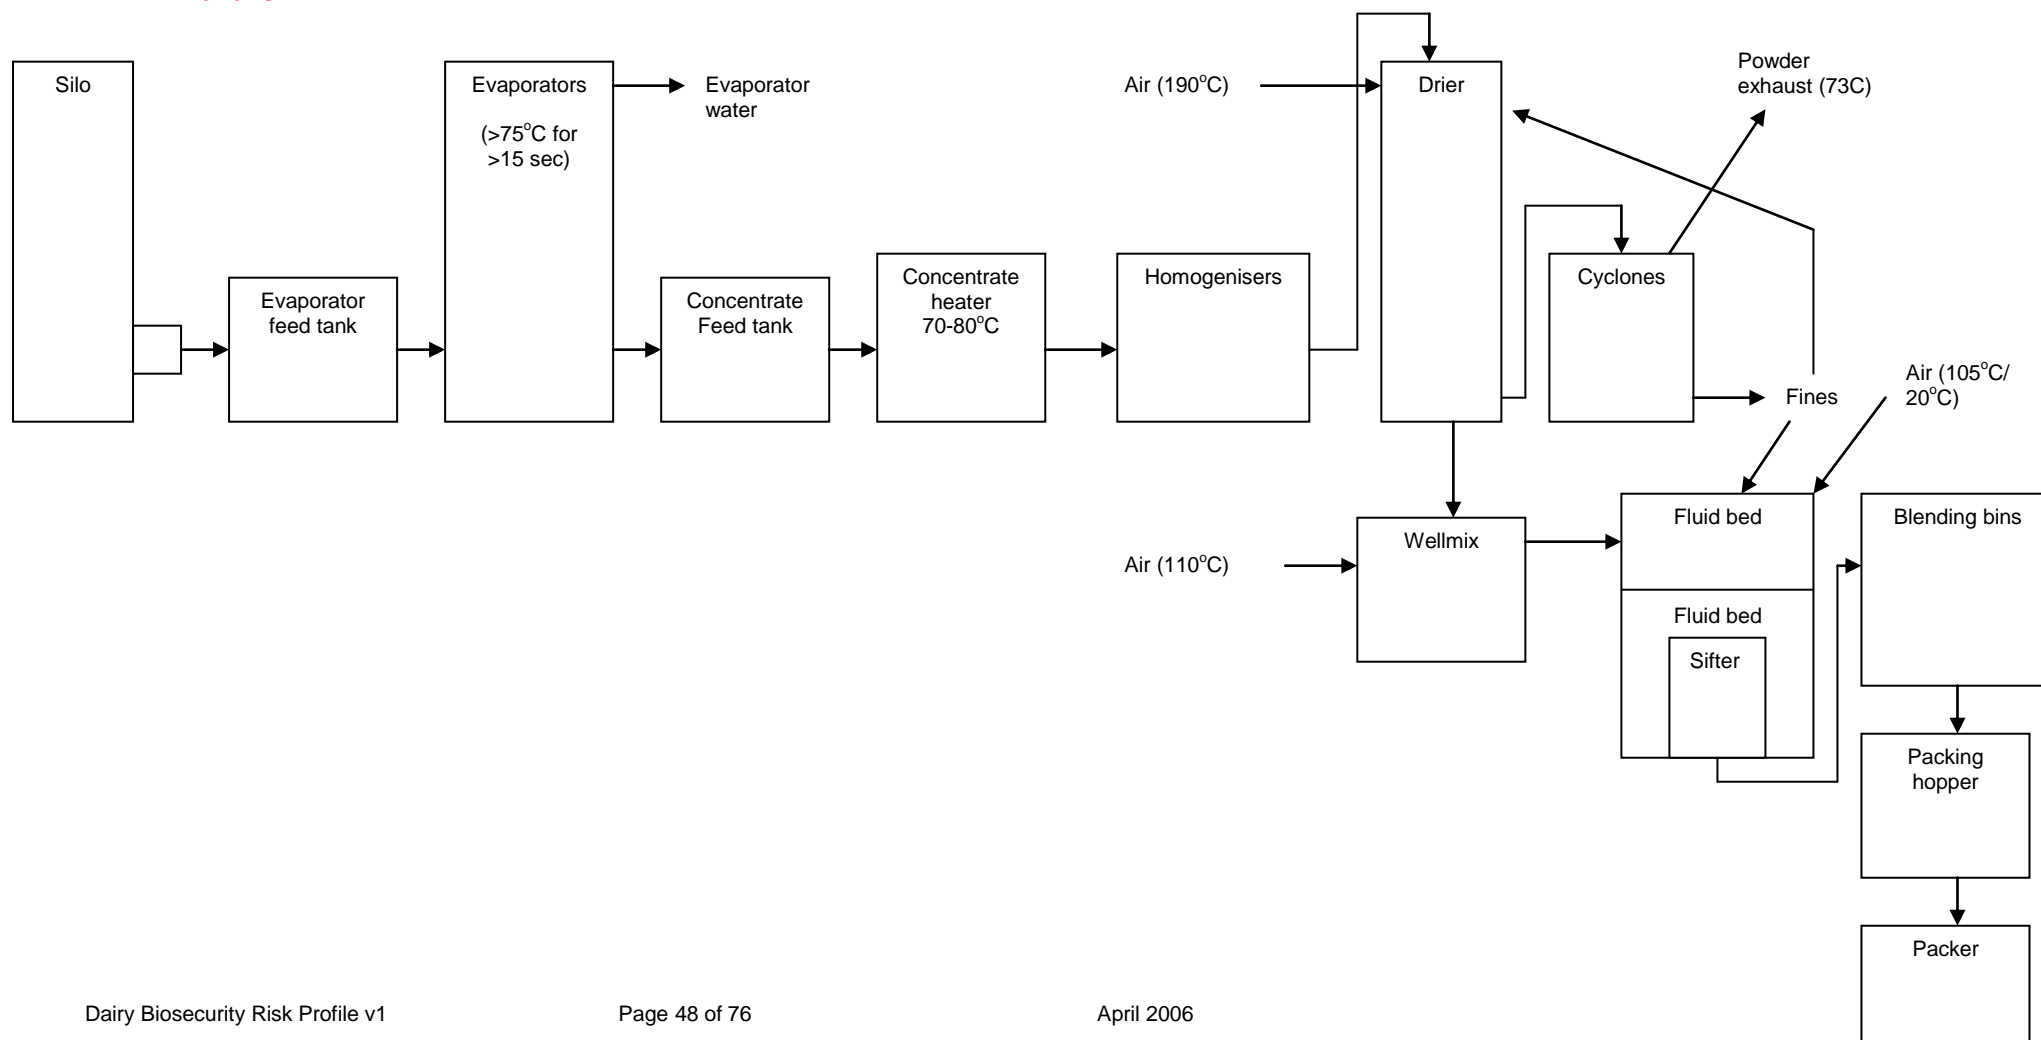 Silo
Evaporators
(>75°C for
>15 sec)
Evaporator
water
Air (190°C)
Drier
Powder
exhaust (73C)
Evaporator
feed tank
Concentrate
Feed tank
Concentrate
heater
70-80°C
Homogenisers
Cyclones
Fines
Air (105°C/
20°C)
Air (110°C)
Wellmix
Fluid bed
Fluid bed
Sifter
Blending bins
Packing
hopper
Packer
Dairy Biosecurity Risk Profile v1
Page 48 of 76
April 2006